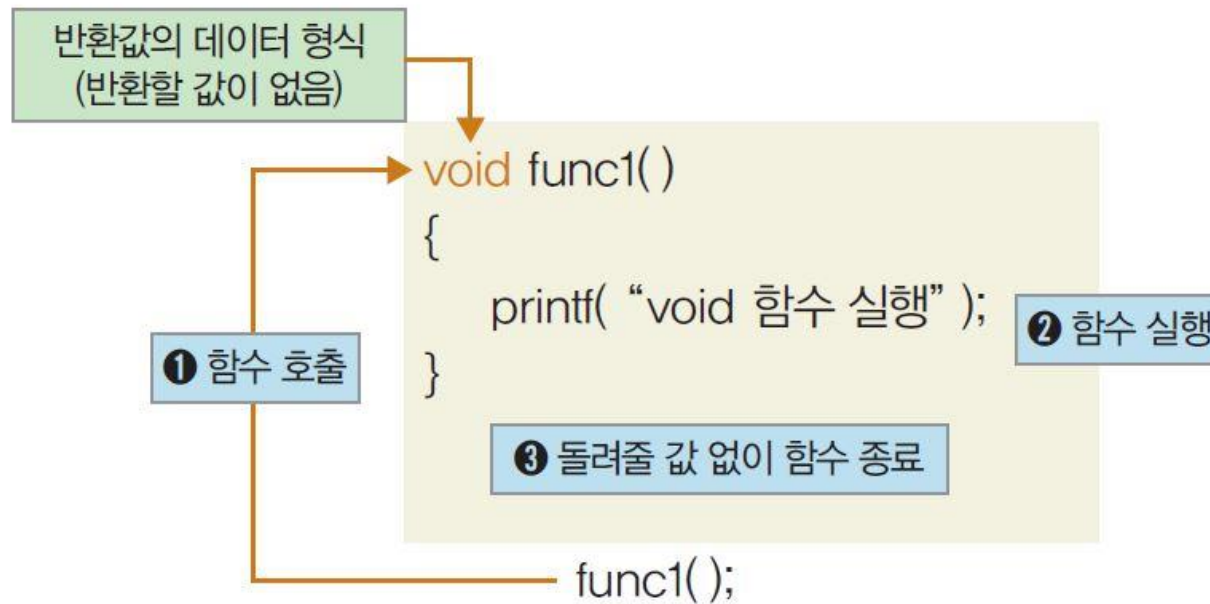 반환값의 데이터 형식
(반환할 값이 없음)
void func1( )
{
printf( “void 함수 실행” );
❷ 함수 실행
❶ 함수 호출
}
❸ 돌려줄 값 없이 함수 종료
func1( );